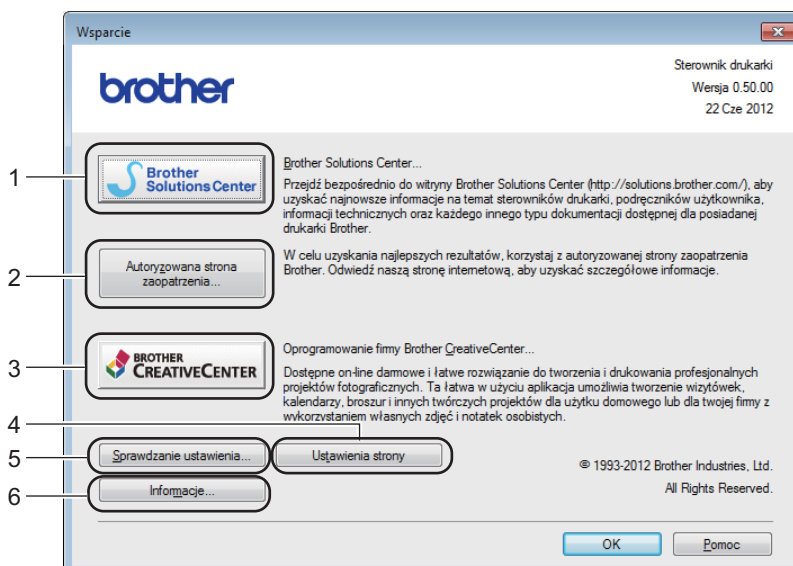 Wsparcie
brother
Sterownik drukarki
Wersja 0.50.00
22 Cze 2012
1
Brother
Solutions Center
Brother Solutions Center...
Przejdź bezpośrednio do witryny Brother Solutions Center (http://solutions.brother.com/), aby
uzyskać najnowsze informacje na temat sterowników drukarki, podręczników użytkownika,
informacji technicznych oraz każdego innego typu dokumentacji dostępnej dla posiadanej
drukarki Brother.
2
Autoryzowana strona
zaopatrzenia...
W celu uzyskania najlepszych rezultatów, korzystaj z autoryzowanej strony zaopatrzenia
Brother. Odwiedź naszą stronę internetową, aby uzyskać szczegółowe informacje.
3
BROTHER
CREATIVECENTER
Oprogramowanie firmy Brother CreativeCenter...
Dostępne on-line darmowe i łatwe rozwiązanie do tworzenia i drukowania profesjonalnych
projektów fotograficznych. Ta łatwa w użyciu aplikacja umożliwia tworzenie wizytówek,
kalendarzy, broszur i innych twórczych projektów dla użytku domowego lub dla twojej firmy z
wykorzystaniem własnych zdjęć i notatek osobistych.
4
5
Sprawdzanie ustawienia...
Ustawienia strony
6
Informacje...
© 1993-2012 Brother Industries, Ltd.
All Rights Reserved.
OK
Pomoc